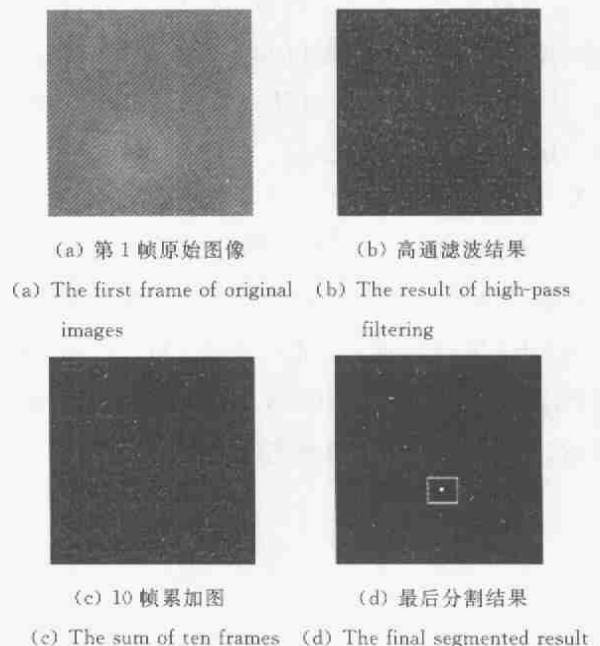 (a) 第 1 帧原始图像
(a) The first frame of original
images
(b) 高通滤波结果
(b) The result of high-pass
filtering
(c) 10 帧累加图
(c) The sum of ten frames
(d) 最后分割结果
(d) The final segmented result